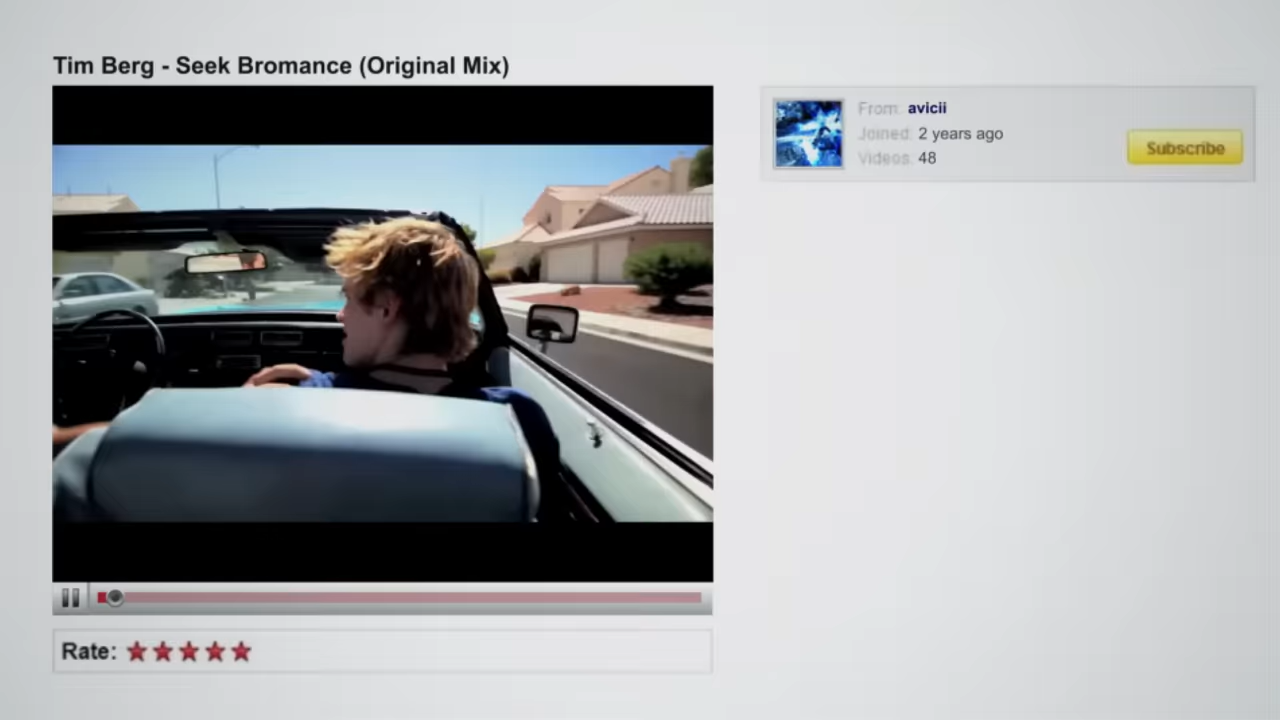 Tim Berg - Seek Bromance (Original Mix)
From: avicii
Joined: 2 years ago
Videos: 48
Subscribe
Rate: